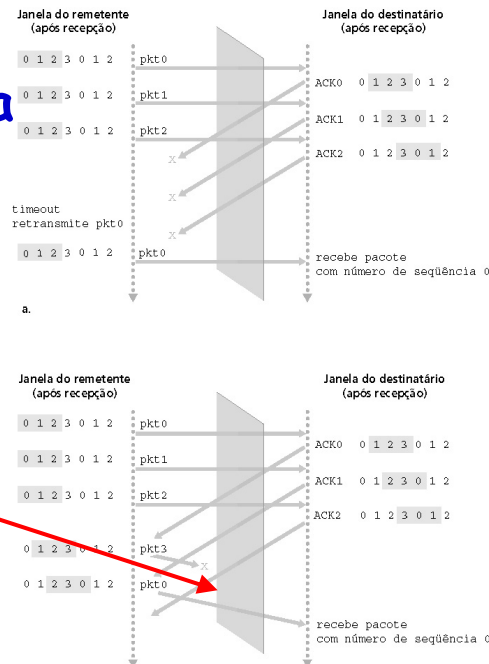 Janela do remetente
(após recepção)
Janela do destinatário
(após recepção)
0 1 2 3 0 1 2
pkt0
ACK0 0 1 2 3 0 1 2
0 1 2 3 0 1 2
pkt1
ACK1 0 1 2 3 0 1 2
0 1 2 3 0 1 2
pkt2
ACK2 0 1 2 3 0 1 2
X
X
X
timeout
retransmite pkt0
0 1 2 3 0 1 2
pkt0
recebe pacote
com número de seqüência 0
a.
Janela do remetente
(após recepção)
Janela do destinatário
(após recepção)
0 1 2 3 0 1 2
pkt0
ACK0 0 1 2 3 0 1 2
0 1 2 3 0 1 2
pkt1
ACK1 0 1 2 3 0 1 2
0 1 2 3 0 1 2
pkt2
ACK2 0 1 2 3 0 1 2
0 1 2 3 0 1 2
pkt3
X
0 1 2 3 0 1 2
pkt0
recebe pacote
com número de seqüência 0